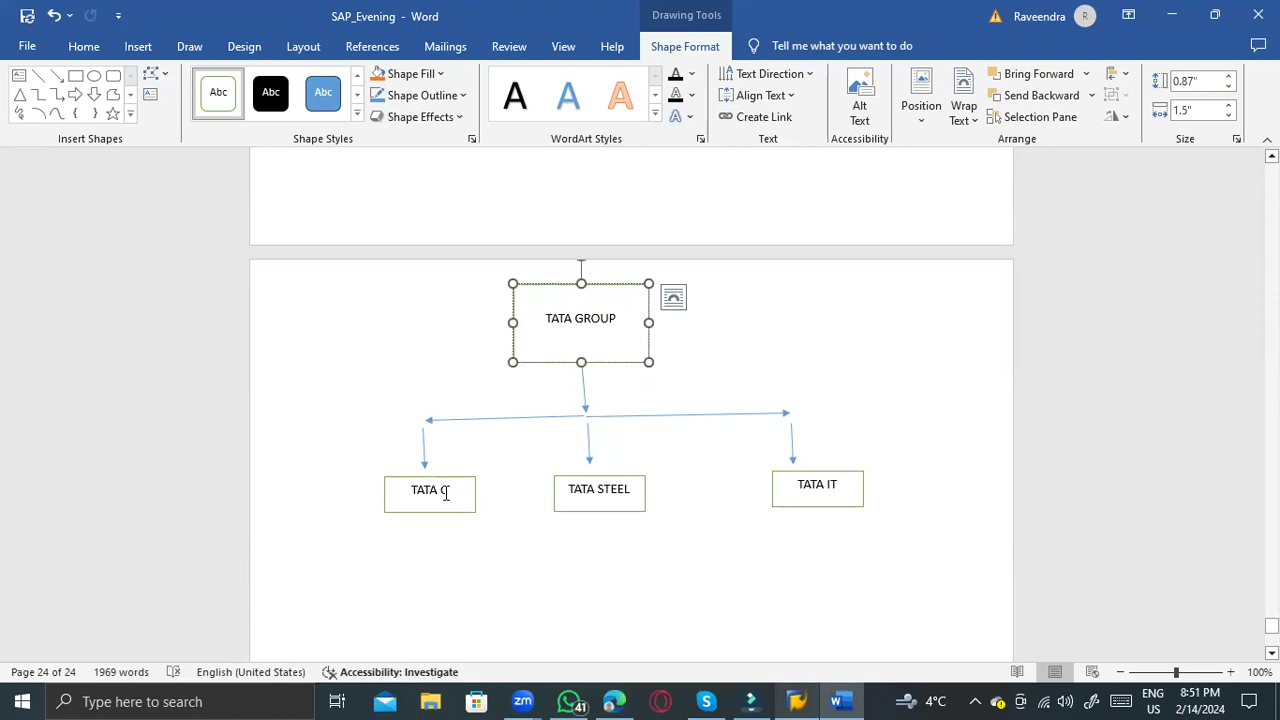 SAP_Evening - Word
Drawing Tools
Raveendra
R
File
Home
Insert
Draw
Design
Layout
References
Mailings
Review
View
Help
Shape Format
Tell me what you want to do
Abc
Abc
Abc
Shape Fill
Shape Outline
Shape Effects
A
A
A
A
A
A
Text Direction
Align Text
Create Link
Alt
Text
Position
Wrap
Text
Bring Forward
Send Backward
Selection Pane
0.87"
1.5"
Insert Shapes
Shape Styles
WordArt Styles
Text
Accessibility
Arrange
Size
TATA GROUP
TATA
TATA STEEL
TATA IT
Page 24 of 24
1969 words
English (United States)
Accessibility: Investigate
100%
Type here to search
zm
41
S
W
4°C
ENG
US
8:51 PM
2/14/2024